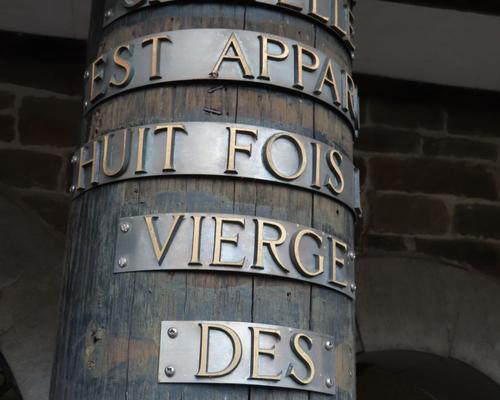 EST APPAR
HUIT FOIS
VIERGE
DES